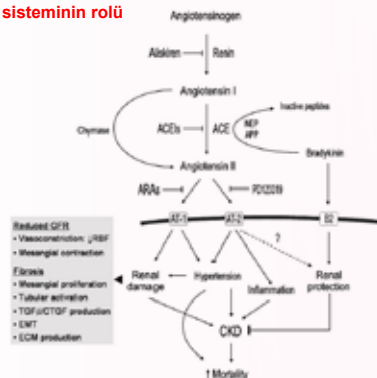 sisteminin rolü
Angiotensinogen
Aliskiren
Renin
Angiotensin I
Inactive peptides
Chymase
ACEIs
ACE
NEP
APP
Bradykinin
Angiotensin II
ARAs
PD123319
AT-1
AT-2
B2
?
Reduced GFR
• Vasoconstriction: ↓RBF
• Mesangial contraction
Fibrosis
• Mesangial proliferation
• Tubular activation
• TGFβ/CTGF production
• EMT
• ECM production
Renal
damage
Hypertension
Inflammation
Renal
protection
CKD
↑ Mortality